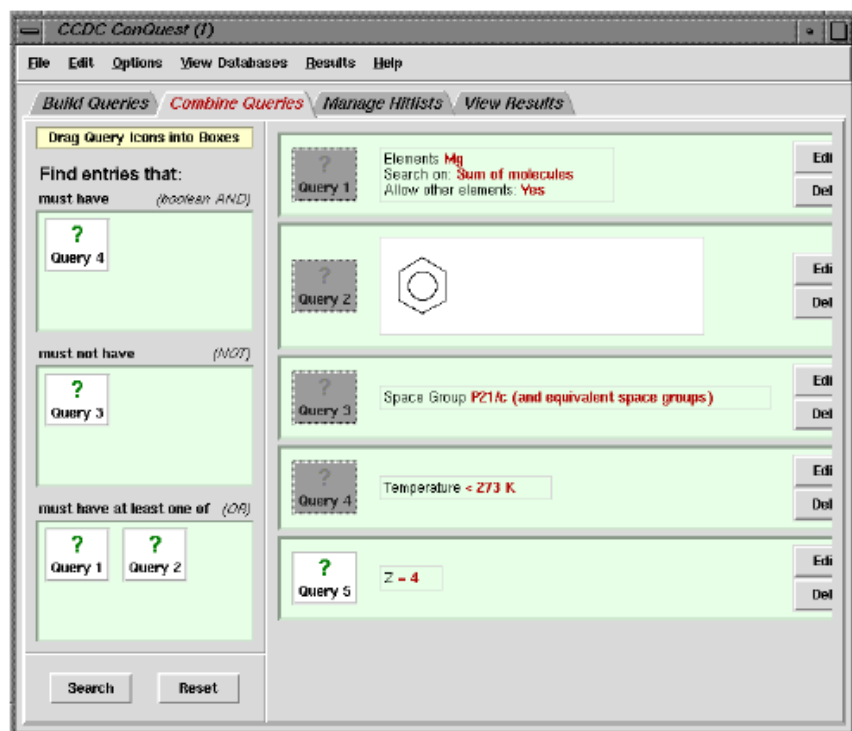 CCDC ConQuest (1)
File Edit Options View Databases Results Help
Build Queries Combine Queries Manage Hitlists View Results
Drag Query Icons into Boxes
Find entries that:
must have (boolean AND)
?
Query 4
must not have (NOT)
?
Query 3
must have at least one of (OR)
? ?
Query 1 Query 2
Search Reset
?
Query 1
Elements Mg
Search on: Sum of molecules
Allow other elements: Yes
Edi
Del
?
Query 2
Edi
Del
?
Query 3
Space Group P21/c (and equivalent space groups)
Edi
Del
?
Query 4
Temperature < 273 K
Edi
Del
?
Query 5
Z = 4
Edi
Del